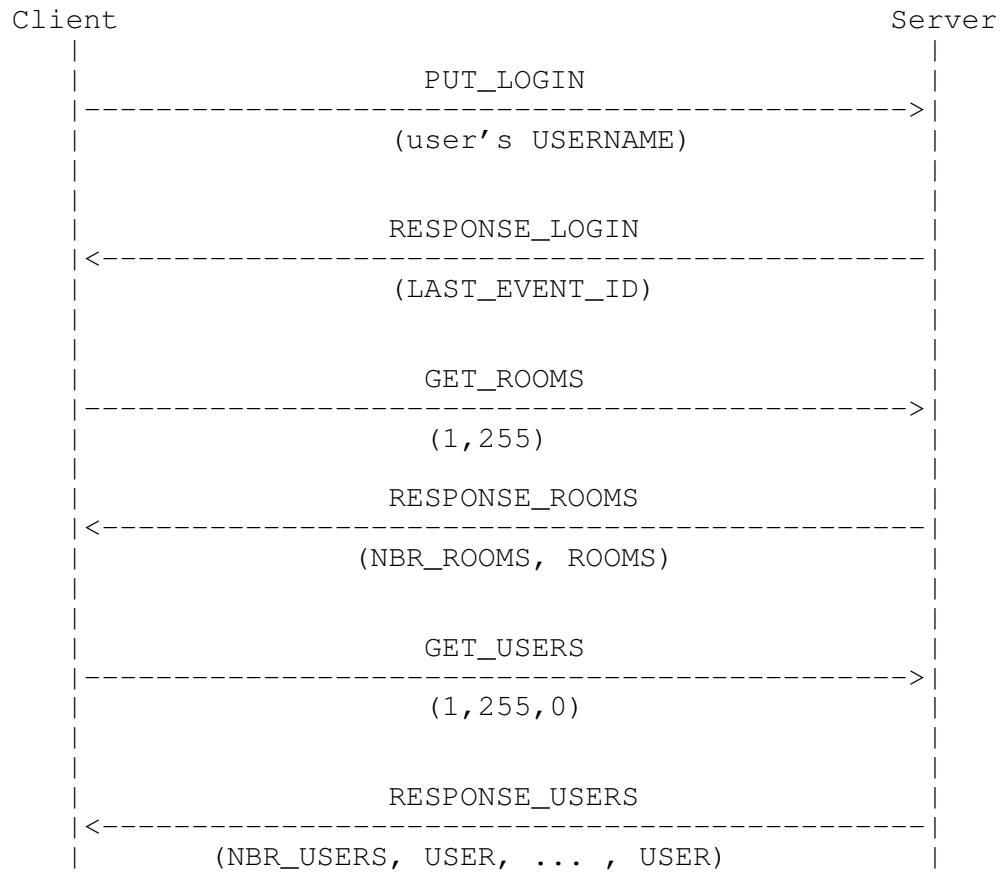 Client Server
PUT_LOGIN
(user's USERNAME)
RESPONSE_LOGIN
(LAST_EVENT_ID)
GET_ROOMS
(1,255)
RESPONSE_ROOMS
(NBR_ROOMS, ROOMS)
GET_USERS
(1,255,0)
RESPONSE_USERS
(NBR_USERS, USER, ... , USER)